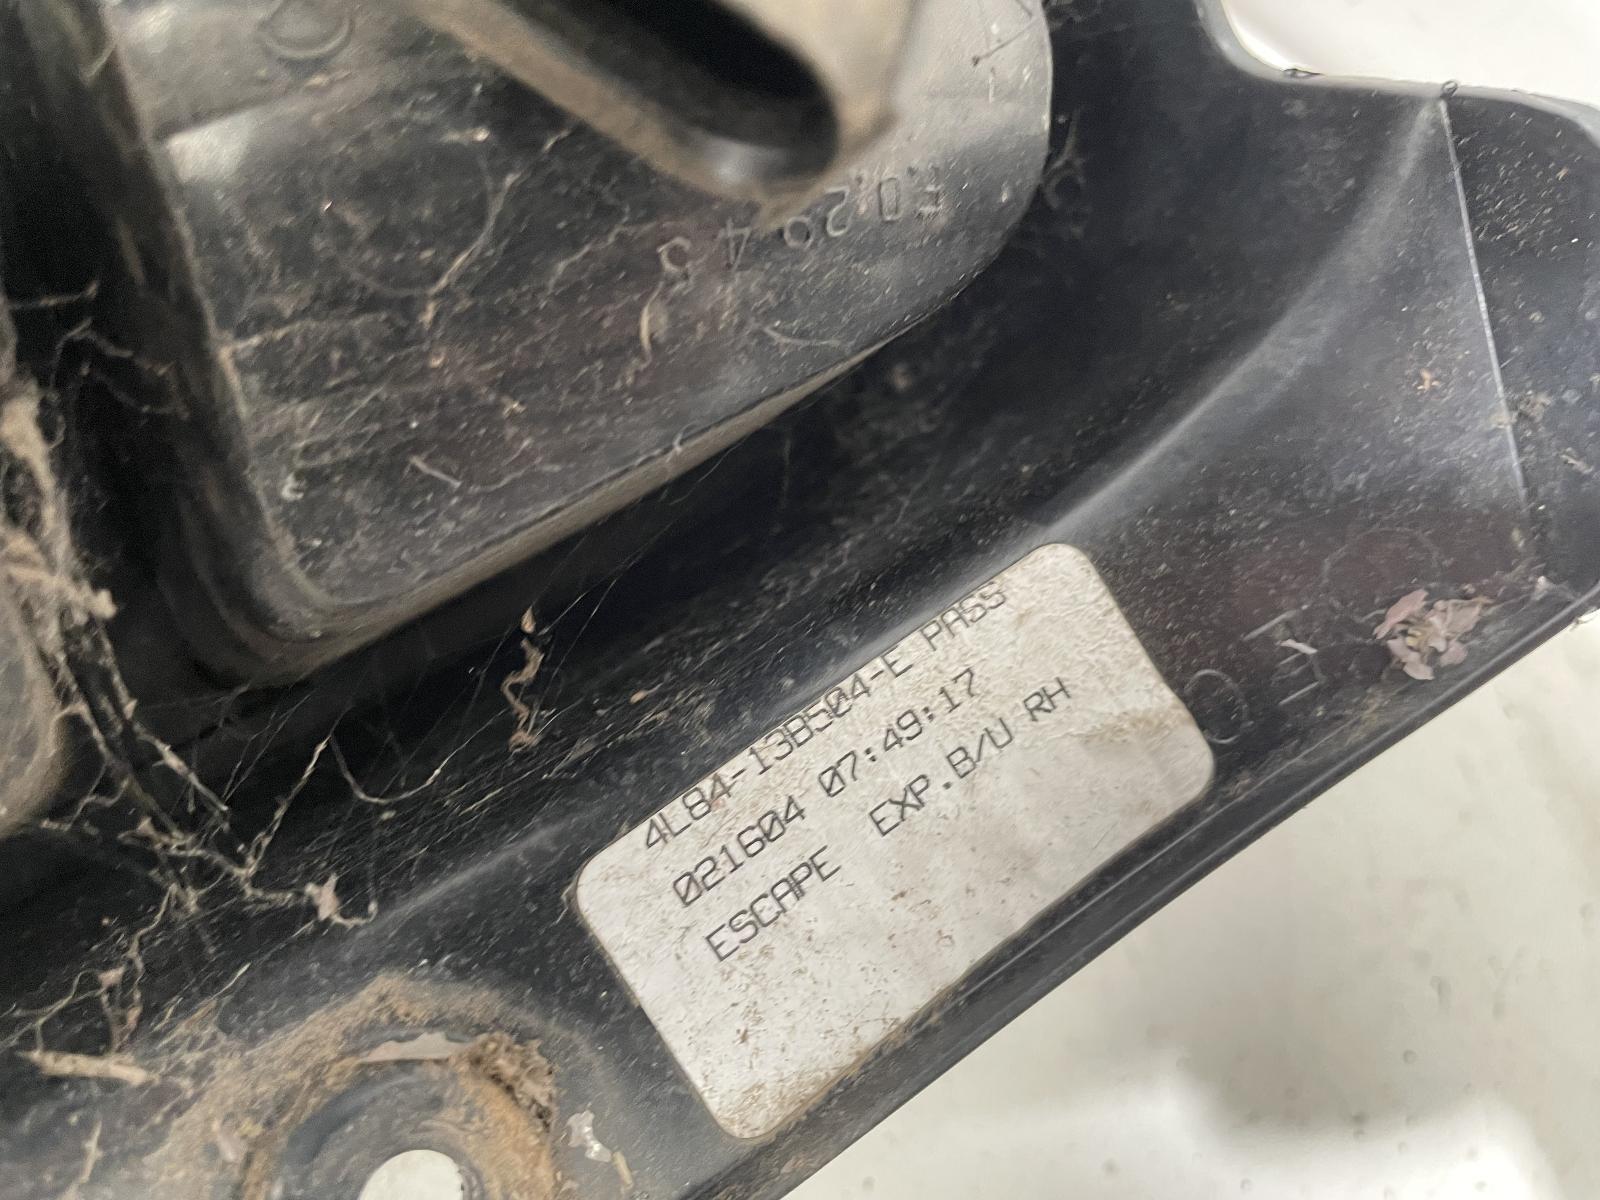 4L84-13B504-E PASS
021604 07:49:17
ESCAPE EXP.B/U RH